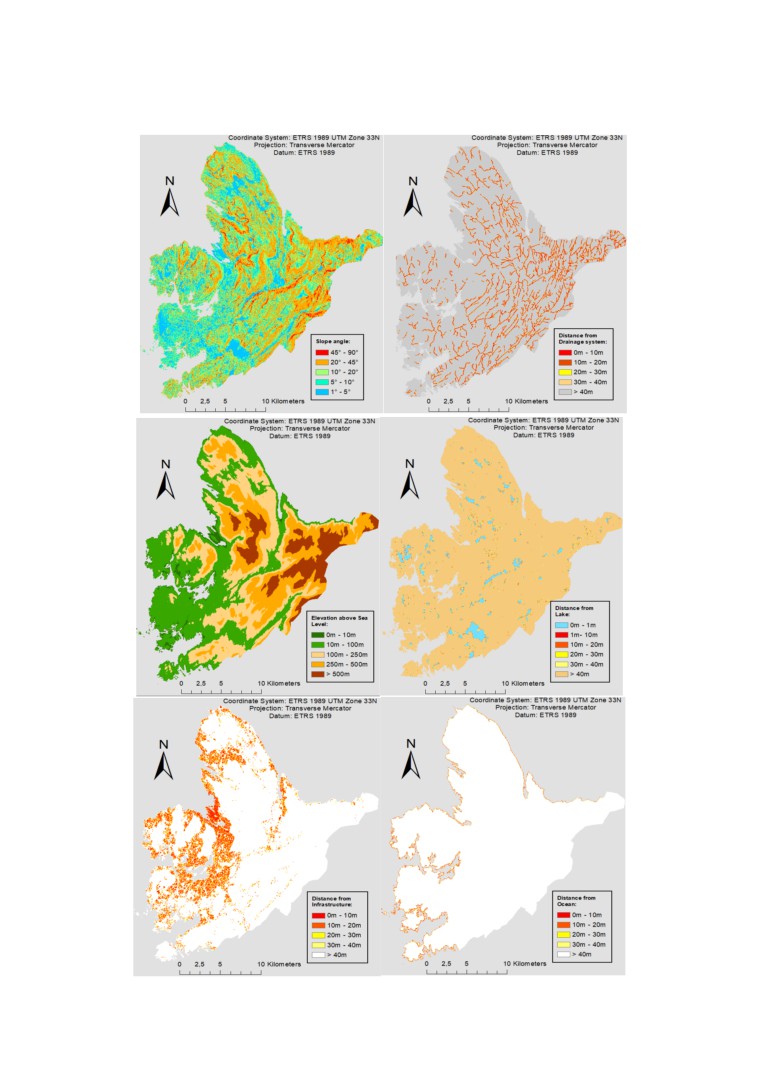 Coordinate System: ETRS 1989 UTM Zone 33N
Projection: Transverse Mercator
Datum: ETRS 1989
N
Slope angle:
45° - 90°
20° - 45°
10° - 20°
5° - 10°
1° - 5°
0 2.5 5 10 Kilometers
Coordinate System: ETRS 1989 UTM Zone 33N
Projection: Transverse Mercator
Datum: ETRS 1989
N
Distance from
Drainage system:
0m - 10m
10m - 20m
20m - 30m
30m - 40m
> 40m
0 2.5 5 10 Kilometers
Coordinate System: ETRS 1989 UTM Zone 33N
Projection: Transverse Mercator
Datum: ETRS 1989
N
Elevation above Sea
Level:
0m - 10m
10m - 100m
100m - 250m
250m - 500m
> 500m
0 2.5 5 10 Kilometers
Coordinate System: ETRS 1989 UTM Zone 33N
Projection: Transverse Mercator
Datum: ETRS 1989
N
Distance from
Lake:
0m - 1m
1m- 10m
10m - 20m
20m - 30m
30m - 40m
> 40m
0 2.5 5 10 Kilometers
Coordinate System: ETRS 1989 UTM Zone 33N
Projection: Transverse Mercator
Datum: ETRS 1989
N
Distance from
Infrastructure:
0m - 10m
10m - 20m
20m - 30m
30m - 40m
> 40m
0 2.5 5 10 Kilometers
Coordinate System: ETRS 1989 UTM Zone 33N
Projection: Transverse Mercator
Datum: ETRS 1989
N
Distance from
Ocean:
0m - 10m
10m - 20m
20m - 30m
30m - 40m
> 40m
0 2.5 5 10 Kilometers